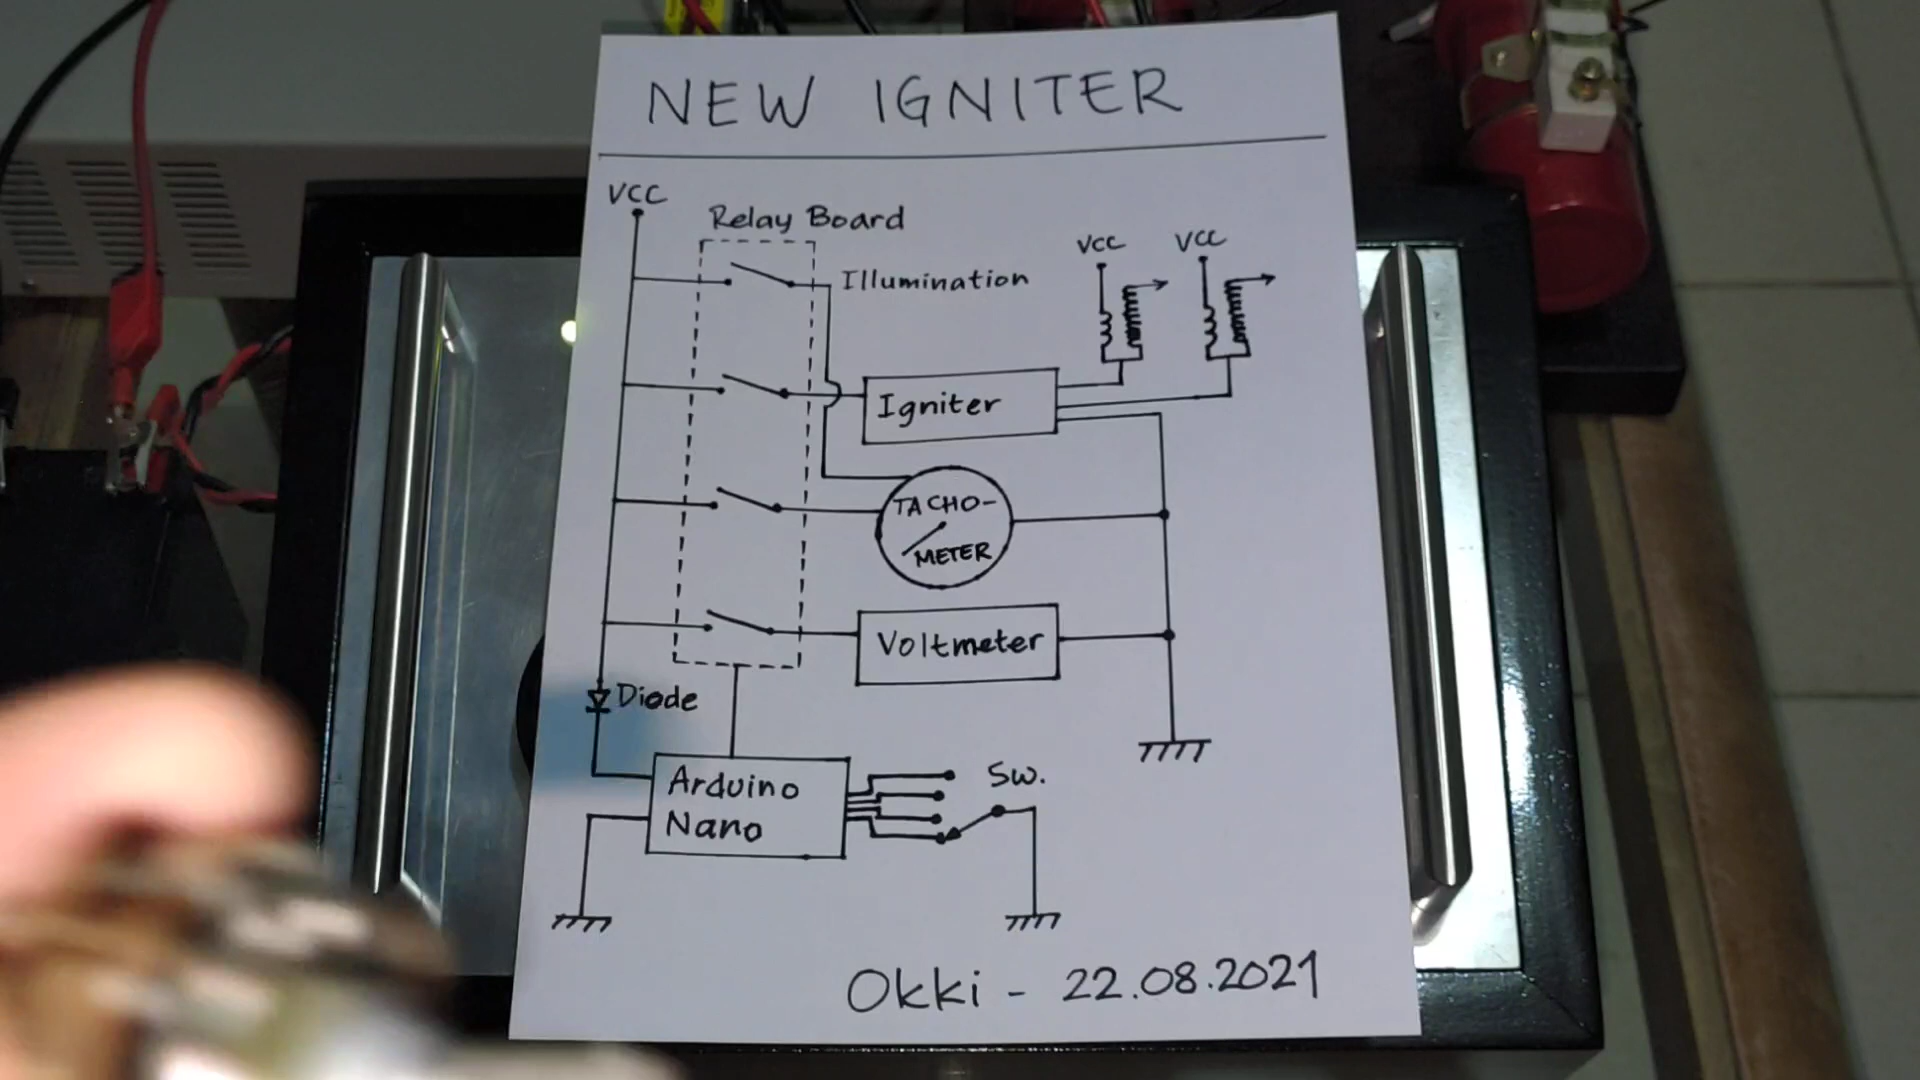 NEW IGNITER
VCC
Relay Board
Illumination
VCC VCC
Igniter
TACHO-
METER
Voltmeter
Diode
Arduino
Nano
Sw.
Okki - 22.08.2021